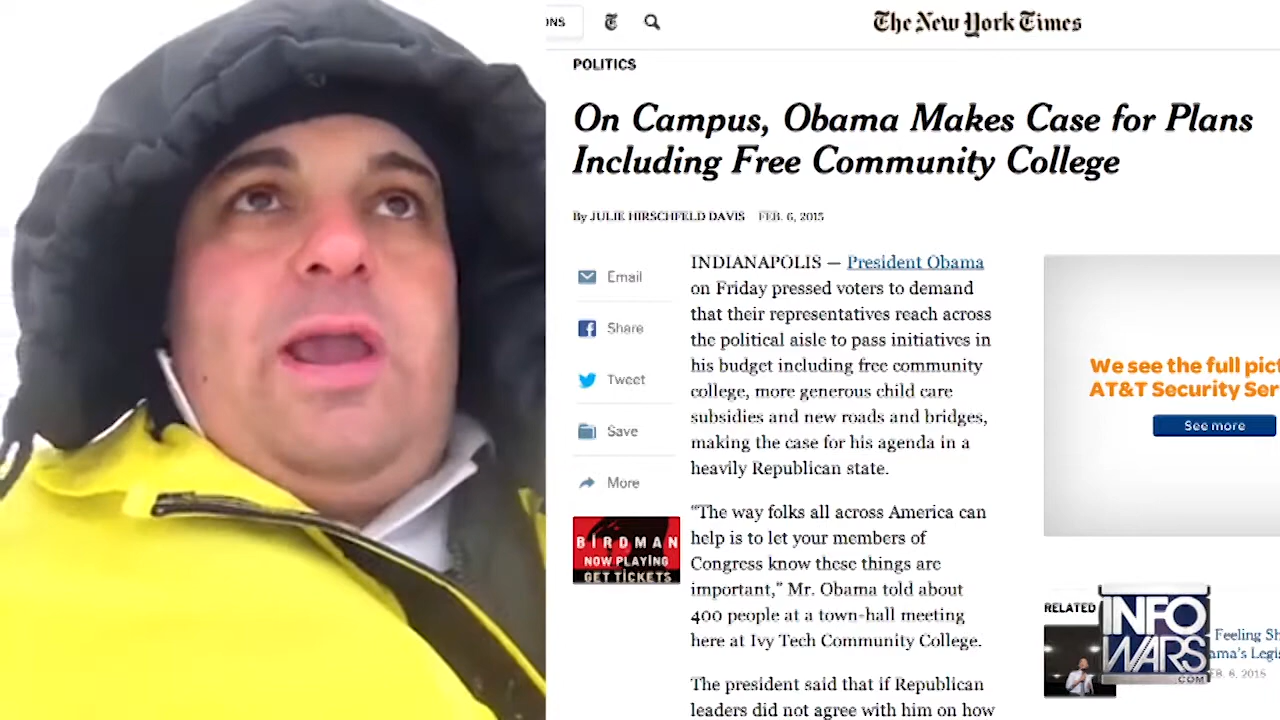 The New York Times
POLITICS
On Campus, Obama Makes Case for Plans
Including Free Community College
By JULIE HIRSCHFELD DAVIS FEB. 6, 2015
Email
Share
Tweet
Save
More
BIRDMAN
NOW PLAYING
GET TICKETS
INDIANAPOLIS — President Obama
on Friday pressed voters to demand
that their representatives reach across
the political aisle to pass initiatives in
his budget including free community
college, more generous child care
subsidies and new roads and bridges,
making the case for his agenda in a
heavily Republican state.
“The way folks all across America can
help is to let your members of
Congress know these things are
important,” Mr. Obama told about
400 people at a town-hall meeting
here at Ivy Tech Community College.
The president said that if Republican
leaders did not agree with him on how
We see the full
AT&T Security
See more
RELATED
Feeling
INFO
WARS
.COM
6, 2015